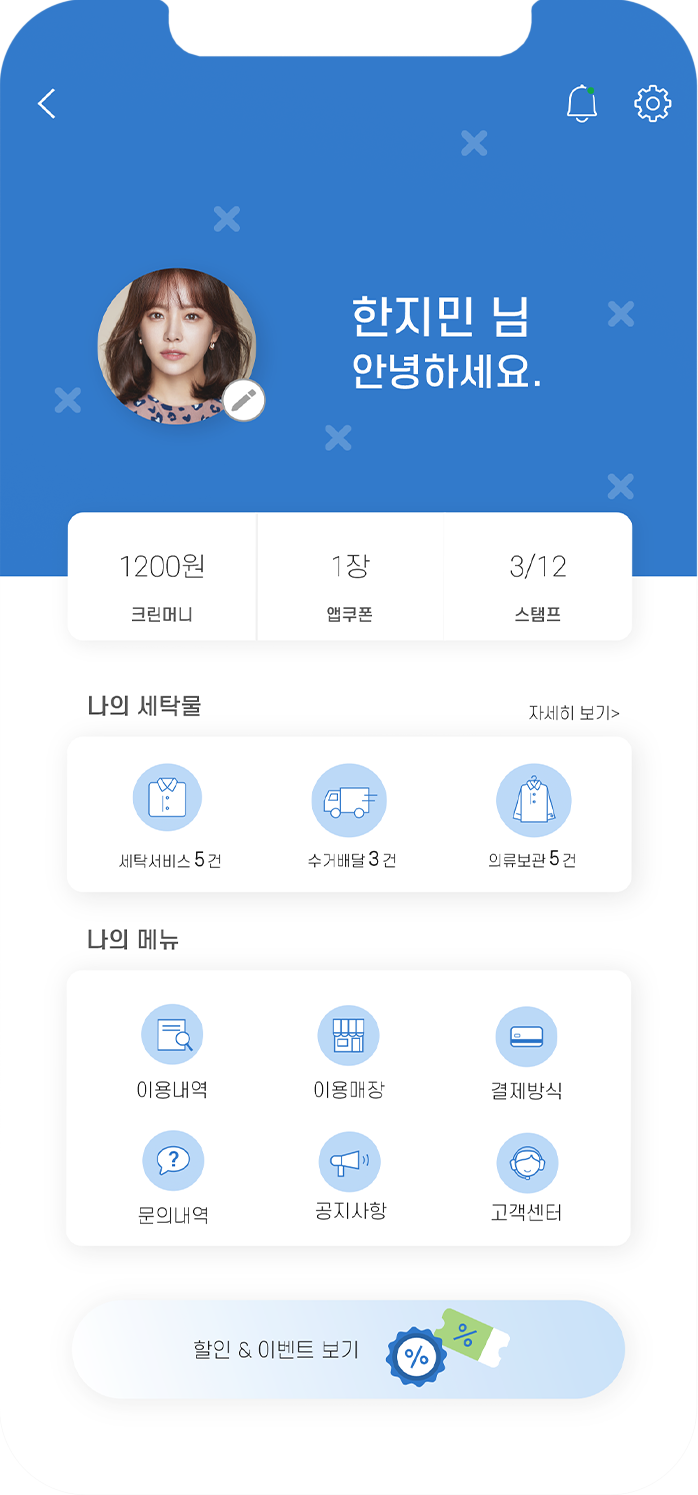 한지민 님
안녕하세요.
1200원 1장 3/12
크린머니 앱쿠폰 스탬프
나의 세탁물 자세히 보기>
세탁서비스 5 건 수거배달 3 건 의류보관 5 건
나의 메뉴
이용내역 이용매장 결제방식
?
문의내역 공지사항 고객센터
할인 & 이벤트 보기 % %